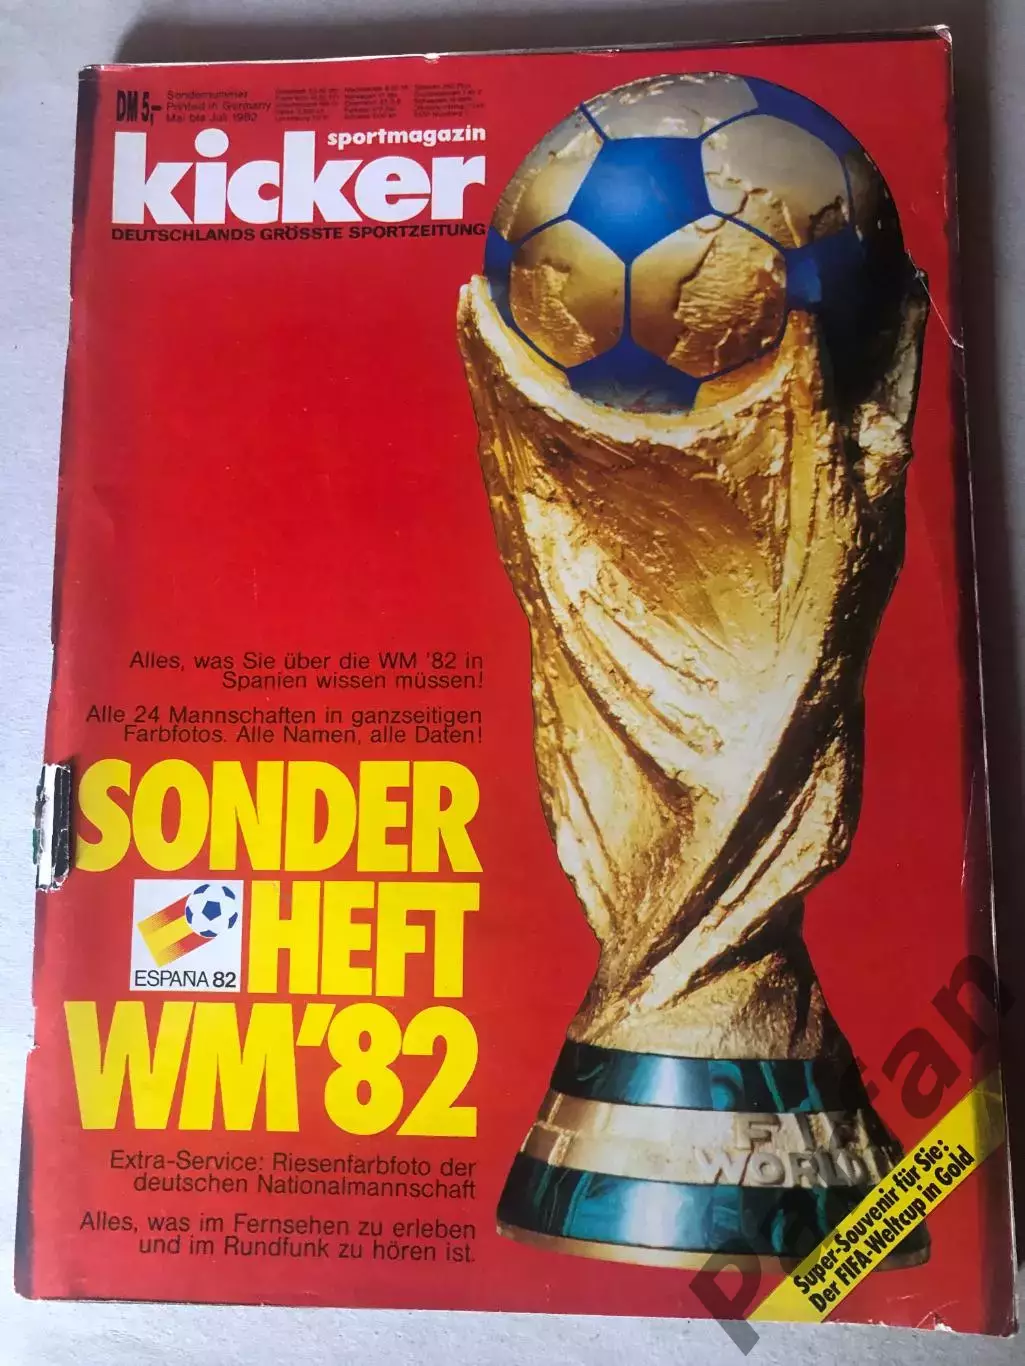 DM 5,–
Sondernummer
Printed in Germany
Mai bis Juli 1982
sportmagazin
kicker
DEUTSCHLANDS GRÖSSTE SPORTZEITUNG
Alles, was Sie über die WM '82 in
Spanien wissen müssen!
Alle 24 Mannschaften in ganzseitigen
Farbfotos. Alle Namen, alle Daten!
SONDER
HEFT
ESPAÑA 82
WM'82
Extra-Service: Riesenfarbfoto der
deutschen Nationalmannschaft
Alles, was im Fernsehen zu erleben
und im Rundfunk zu hören ist.
FIFA
WORLD
Super-Souvenir für Sie:
Der FIFA-Weltcup in Gold